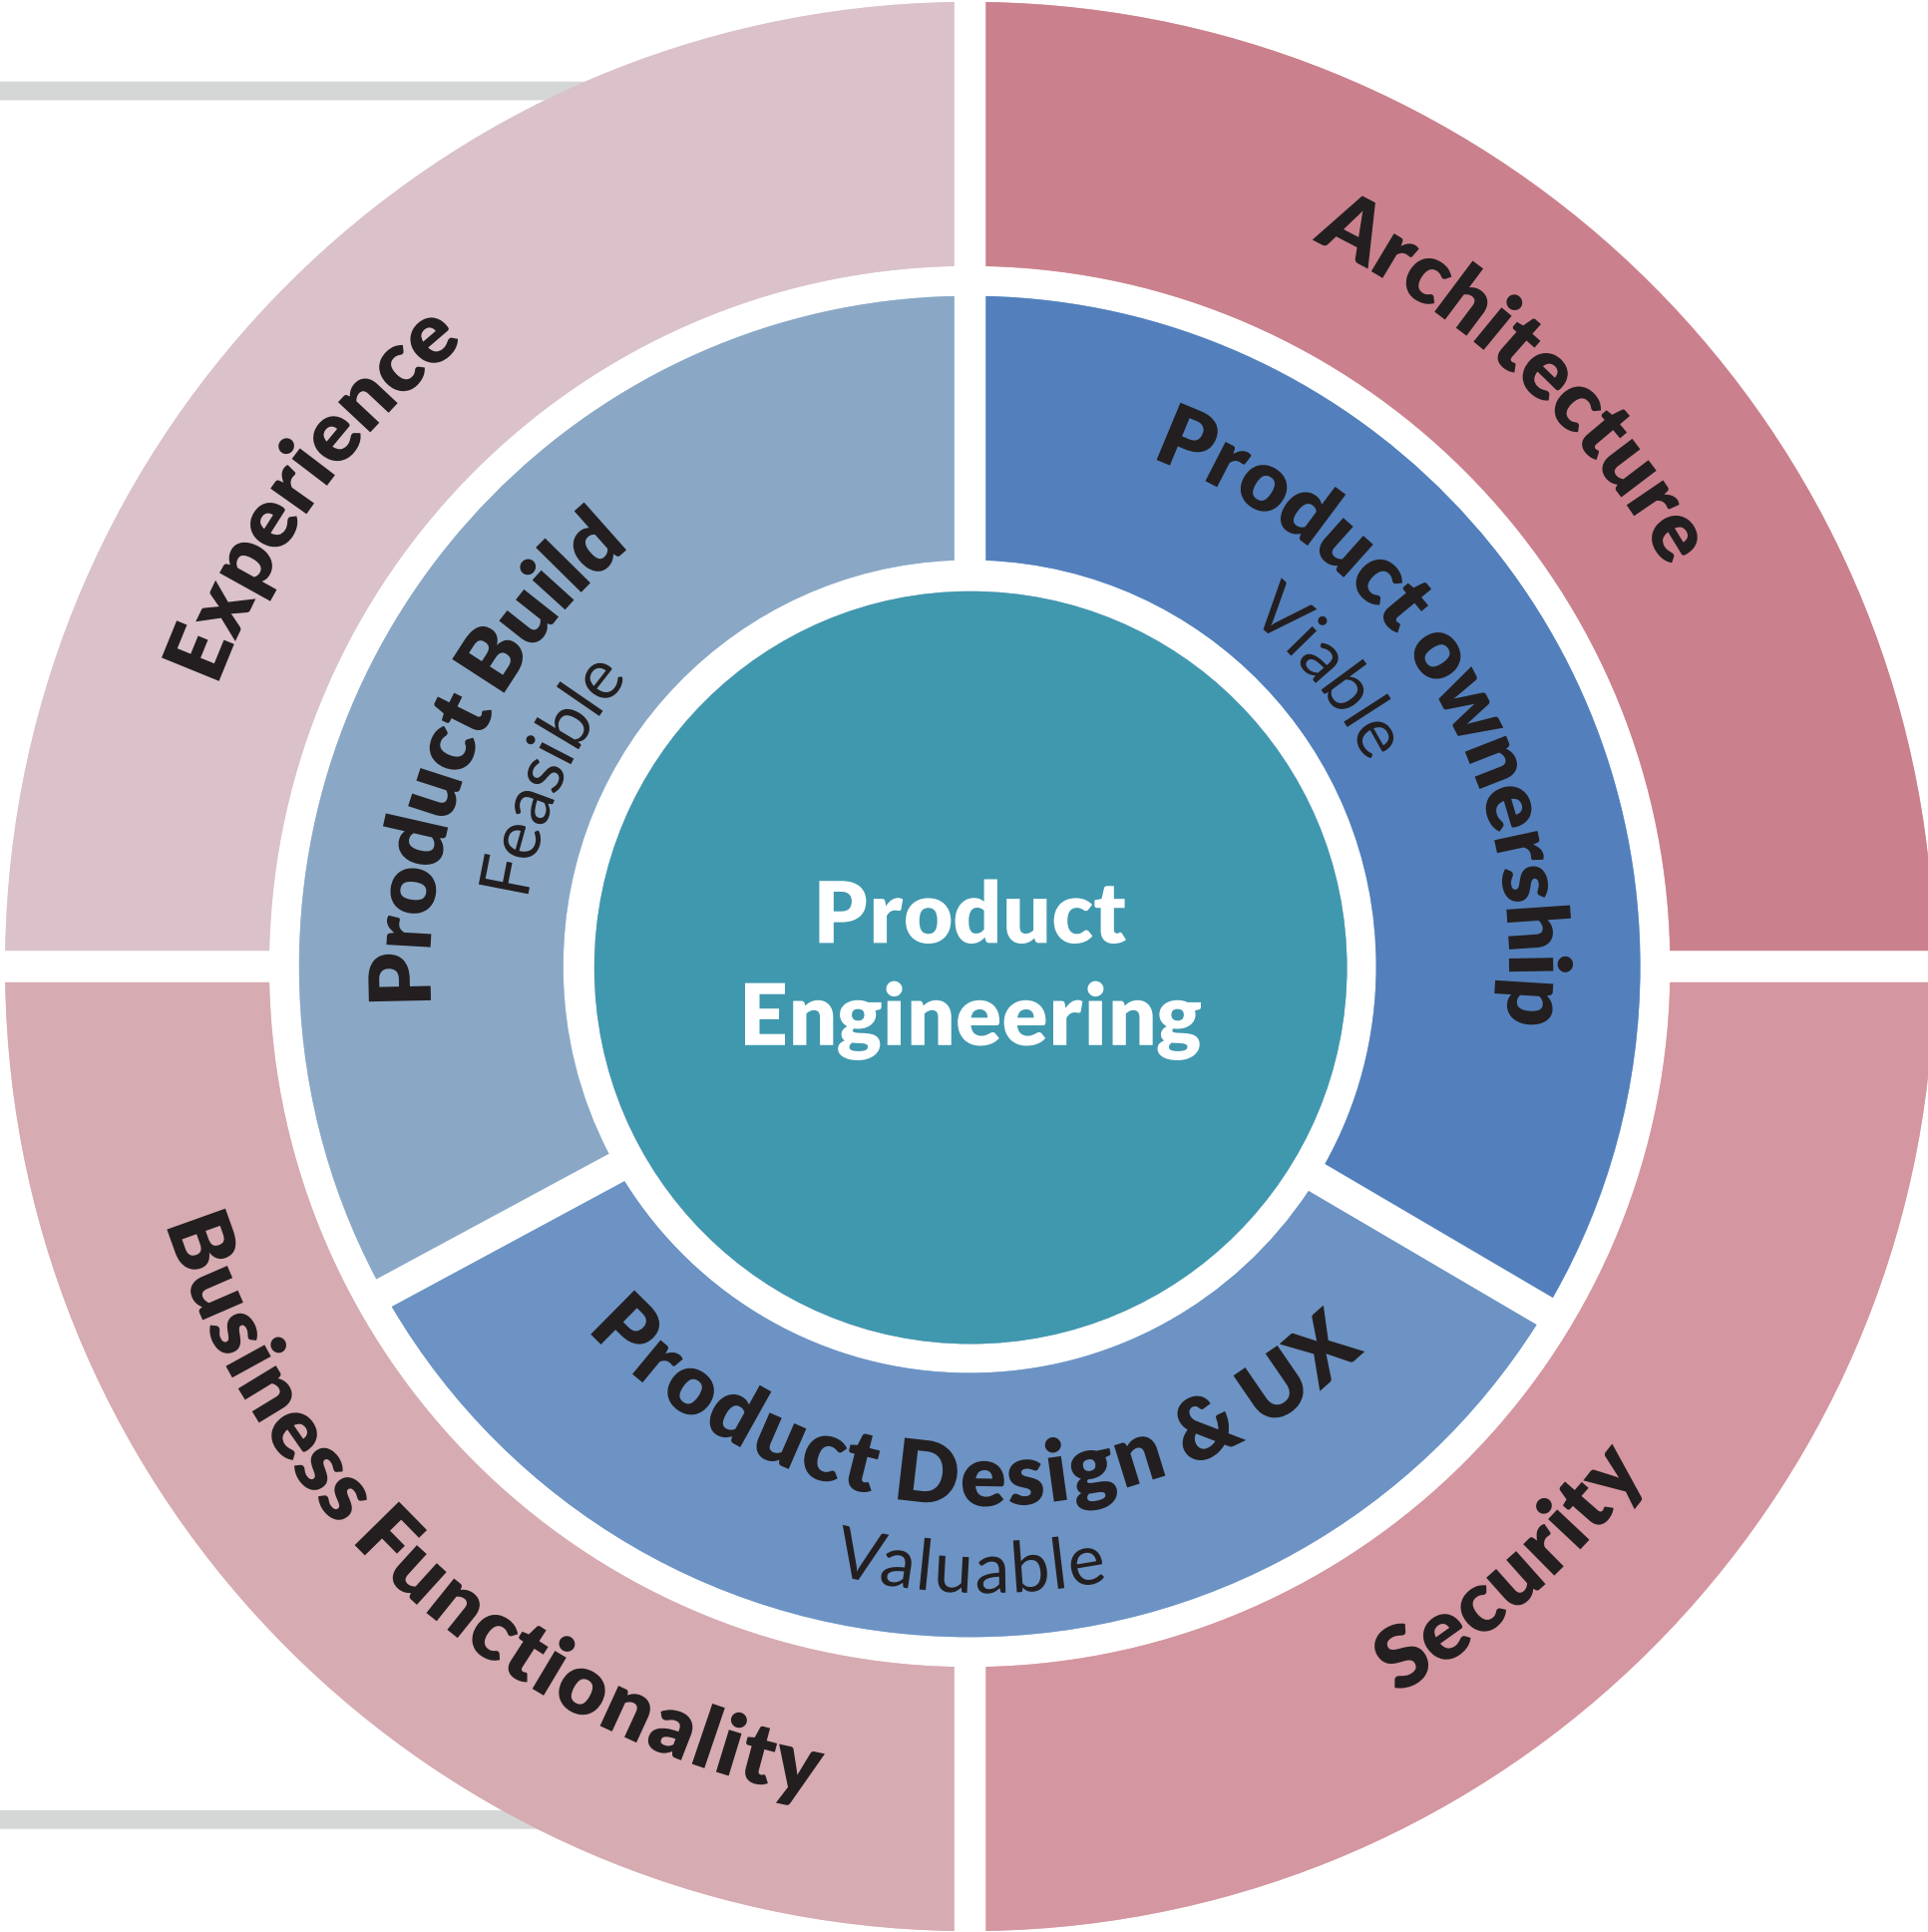 Experience
Architecture
Product Build
Feasible
Product ownership
Viable
Product
Engineering
Product Design & UX
Valuable
Business Functionality
Security